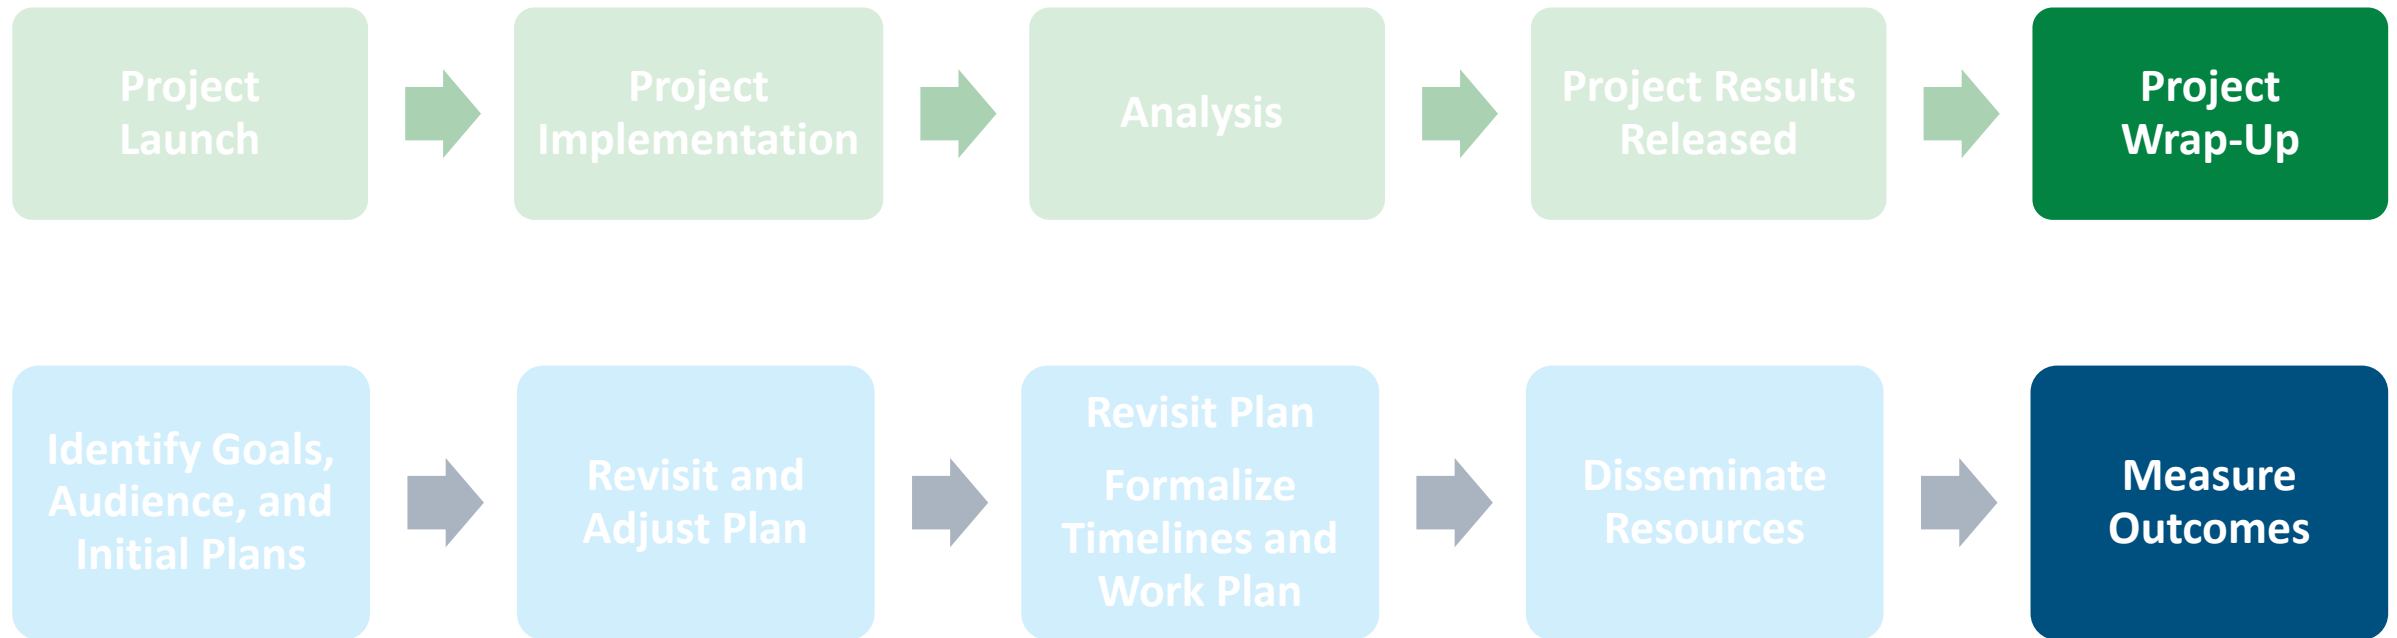 Project
Launch
Project
Implementation
Analysis
Project Results
Released
Project
Wrap-Up
Identify Goals,
Audience, and
Initial Plans
Revisit and
Adjust Plan
Revisit Plan
Formalize
Timelines and
Work Plan
Disseminate
Resources
Measure
Outcomes